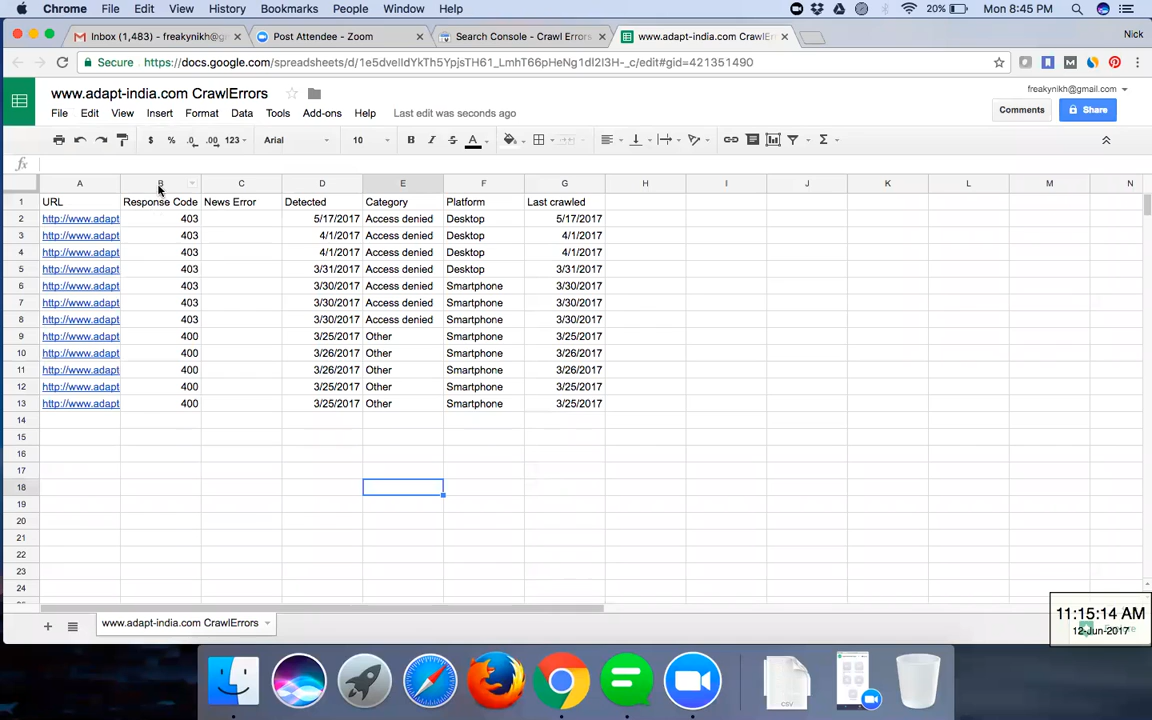 Chrome File Edit View History Bookmarks People Window Help 20% Mon 8:45 PM
Inbox (1,483) - freakynikh@g Post Attendee - Zoom Search Console - Crawl Errors www.adapt-india.com CrawlEr Nick
Secure https://docs.google.com/spreadsheets/d/
www.adapt-india.com CrawlErrors freakynikh@gmail.com
File Edit View Insert Format Data Tools Add-ons Help Last edit was seconds ago Comments Share
$ % .0 .00 123 Arial 10 B I S A Σ
fx
A B C D E F G H I J K L M N
1 URL Response Code News Error Detected Category Platform Last crawled
2 http://www.adapt 403 5/17/2017 Access denied Desktop 5/17/2017
3 http://www.adapt 403 4/1/2017 Access denied Desktop 4/1/2017
4 http://www.adapt 403 4/1/2017 Access denied Desktop 4/1/2017
5 http://www.adapt 403 3/31/2017 Access denied Desktop 3/31/2017
6 http://www.adapt 403 3/30/2017 Access denied Smartphone 3/30/2017
7 http://www.adapt 403 3/30/2017 Access denied Smartphone 3/30/2017
8 http://www.adapt 403 3/30/2017 Access denied Smartphone 3/30/2017
9 http://www.adapt 400 3/25/2017 Other Smartphone 3/25/2017
10 http://www.adapt 400 3/26/2017 Other Smartphone 3/26/2017
11 http://www.adapt 400 3/26/2017 Other Smartphone 3/26/2017
12 http://www.adapt 400 3/25/2017 Other Smartphone 3/25/2017
13 http://www.adapt 400 3/25/2017 Other Smartphone 3/25/2017
14
15
16
17
18
19
20
21
22
23
24
www.adapt-india.com CrawlErrors
11:15:14 AM
12-Jun-2017
CSV